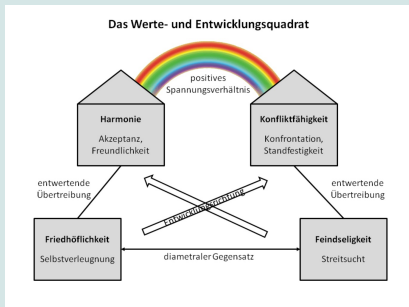 Das Werte- und Entwicklungsquadrat
positives
Spannungsverhältnis
Harmonie
Akzeptanz,
Freundlichkeit
Konfliktfähigkeit
Konfrontation,
Standfestigkeit
entwertende
Übertreibung
entwertende
Übertreibung
Entwicklungsrichtung
Friedhöflichkeit
Selbstverleugnung
diametraler Gegensatz
Feindseligkeit
Streitsucht